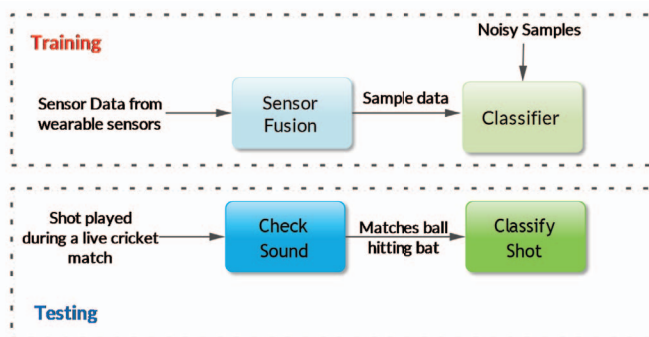 Training
Noisy Samples
Sensor Data from
wearable sensors
Sensor
Fusion
Sample data
Classifier
Shot played
during a live cricket
match
Check
Sound
Matches ball
hitting bat
Classify
Shot
Testing